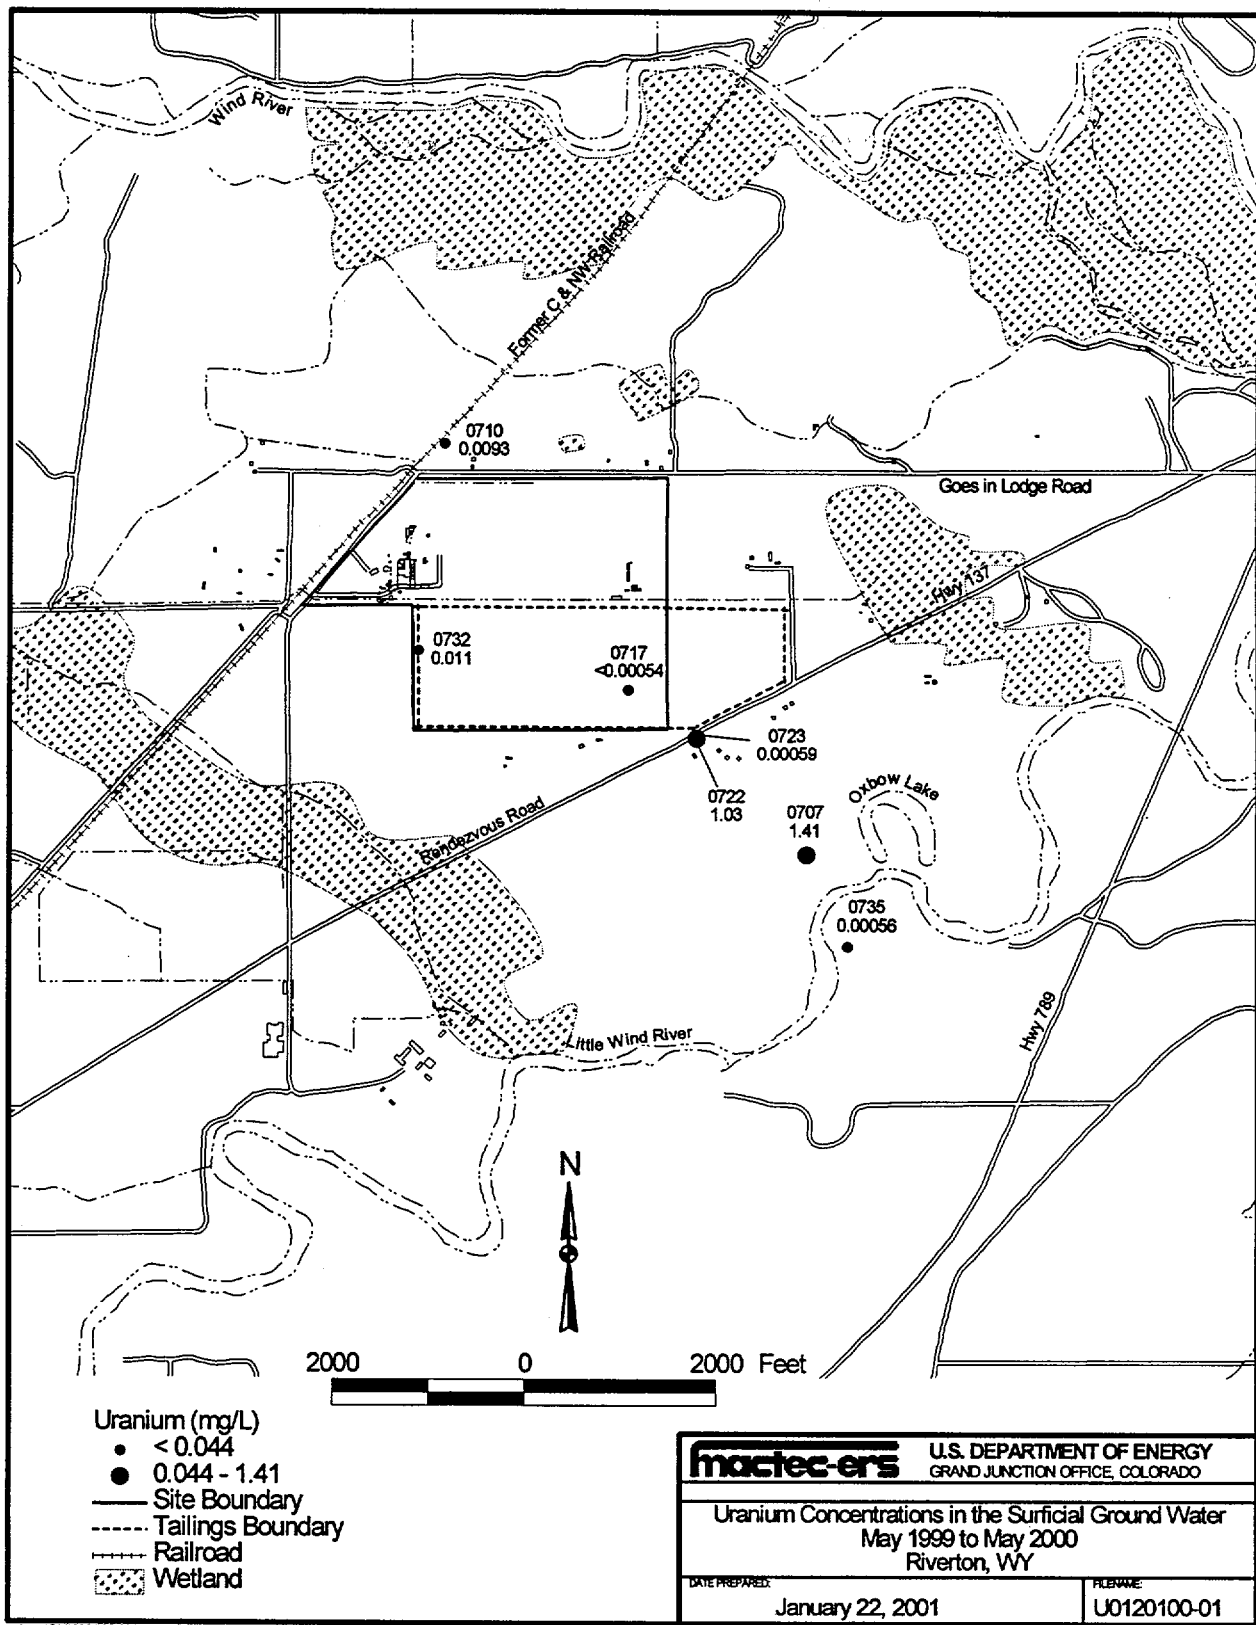 Wind River
Former C & NW Railroad
0710
0.0093
Goes in Lodge Road
Hwy 137
0732
0.011
0717
<0.00054
0723
0.00059
0722
1.03
Oxbow Lake
0707
1.41
Rendezvous Road
0735
0.00056
Little Wind River
Hwy 789
N
2000 0 2000 Feet
Uranium (mg/L)
< 0.044
0.044 - 1.41
Site Boundary
Tailings Boundary
Railroad
Wetland
mactec-ers
U.S. DEPARTMENT OF ENERGY
GRAND JUNCTION OFFICE, COLORADO
Uranium Concentrations in the Surficial Ground Water
May 1999 to May 2000
Riverton, WY
DATE PREPARED:
January 22, 2001
FILENAME:
U0120100-01